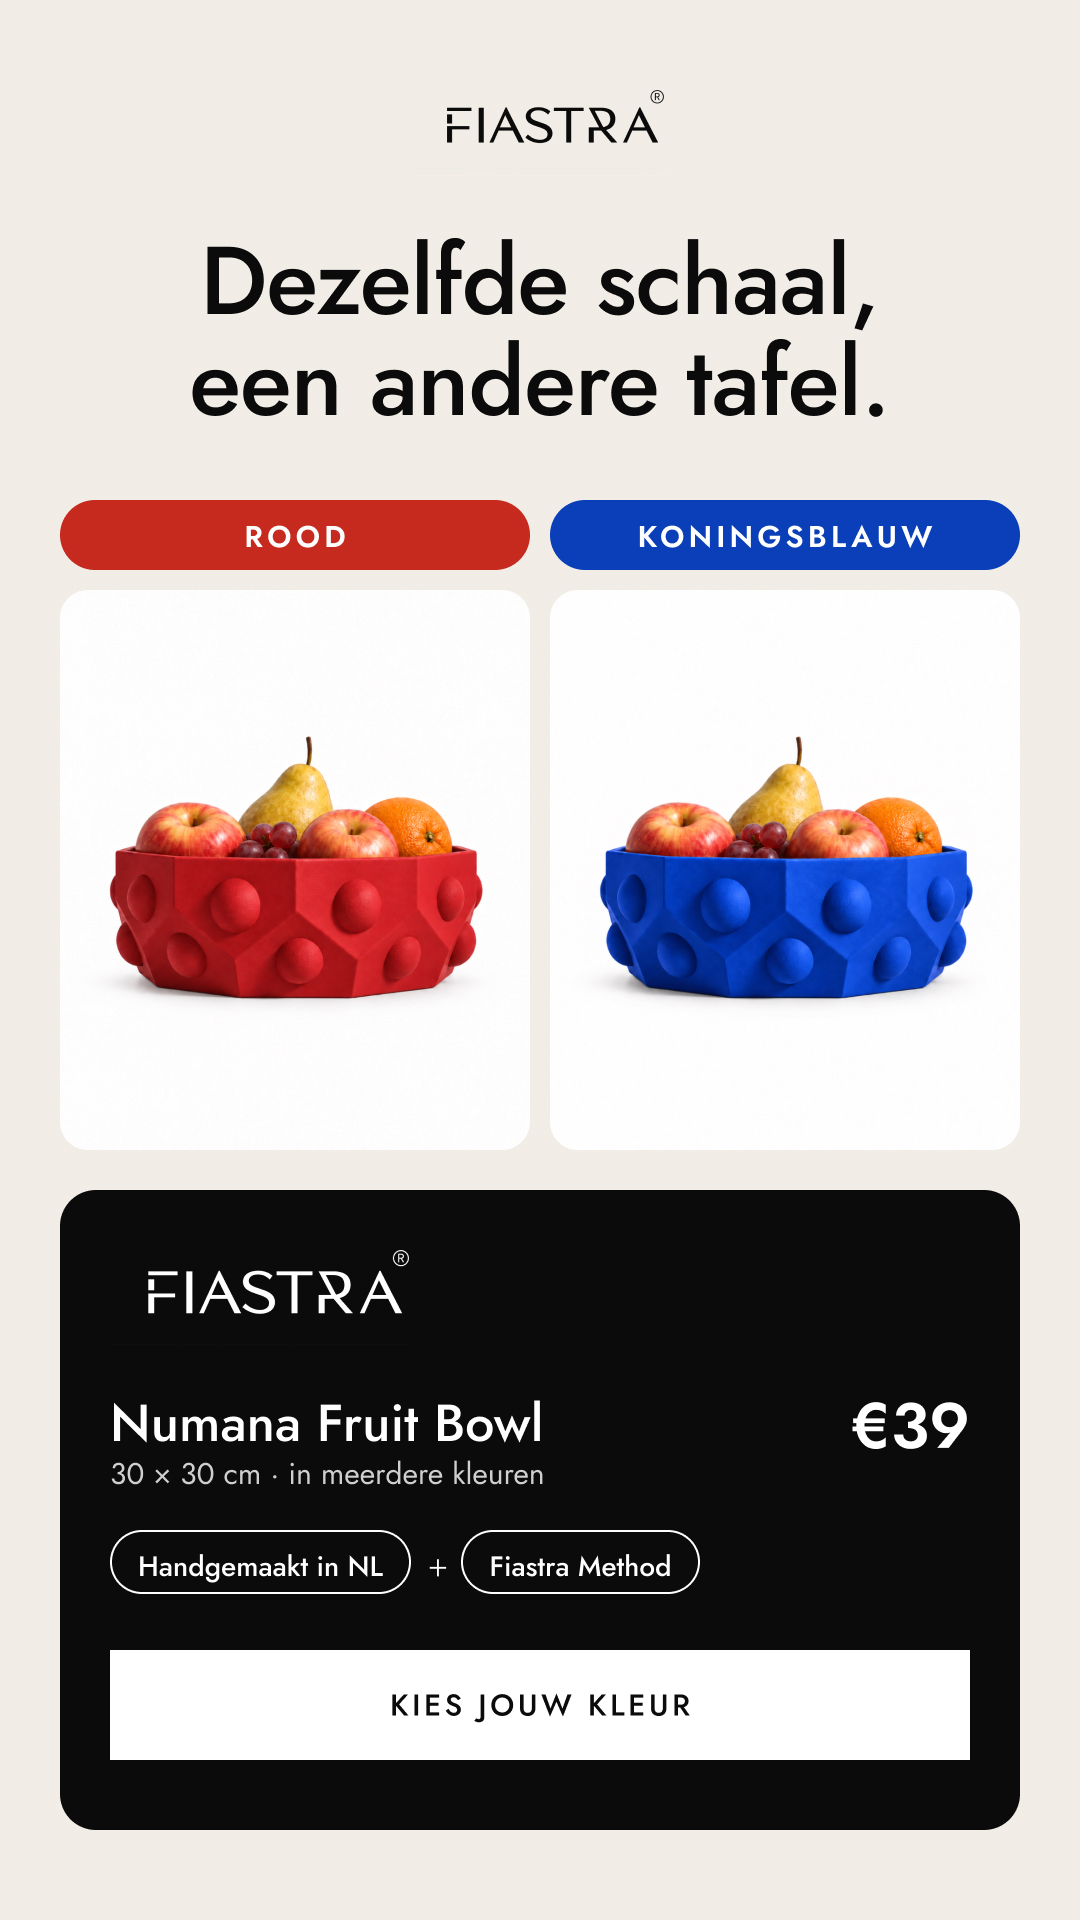 FIASTRA®
Dezelfde schaal,
een andere tafel.
ROOD
KONINGSBLAUW
FIASTRA®
Numana Fruit Bowl
€39
30 × 30 cm · in meerdere kleuren
Handgemaakt in NL + Fiastra Method
KIES JOUW KLEUR